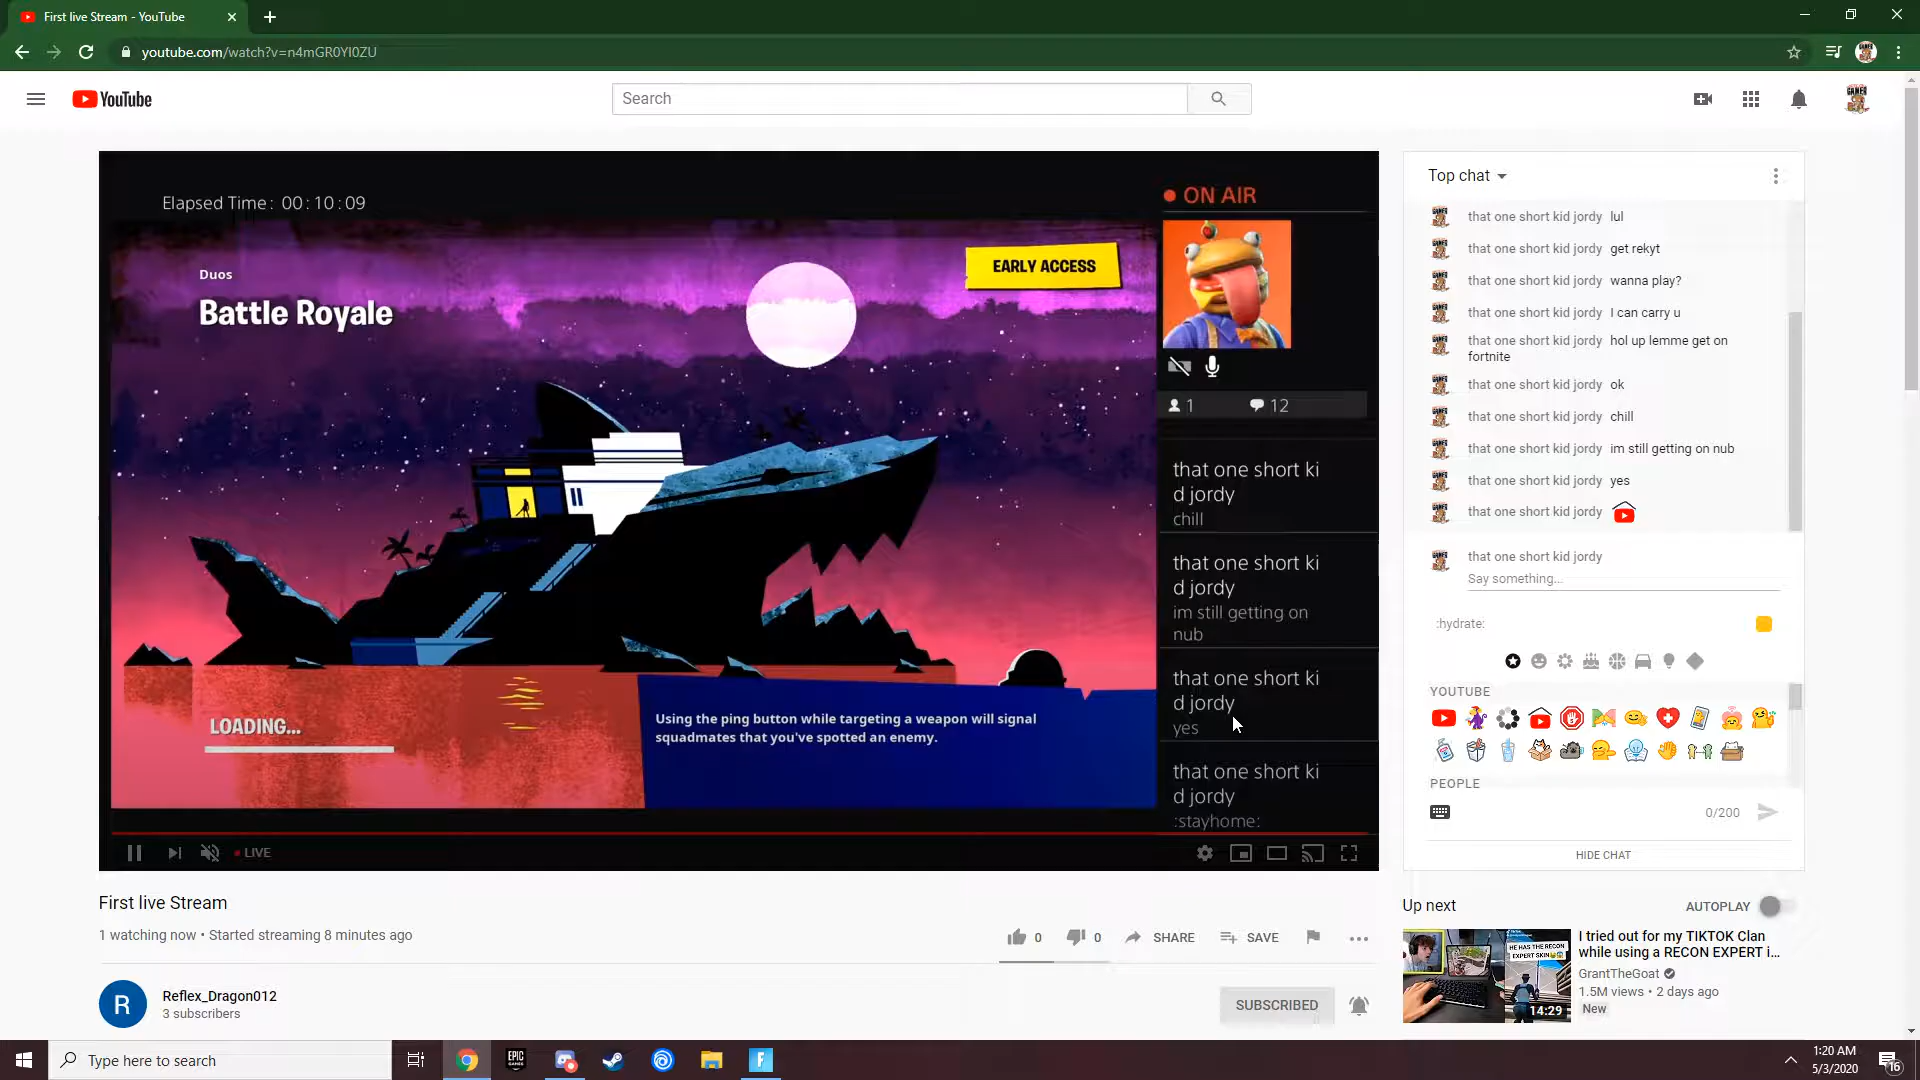 First live Stream - YouTube
youtube.com/watch?v=n4mGR0YI0ZU
YouTube
Search
Elapsed Time: 00:10:09
Duos
Battle Royale
EARLY ACCESS
LOADING...
Using the ping button while targeting a weapon will signal
squadmates that you've spotted an enemy.
ON AIR
1
12
that one short ki
d jordy
chill
that one short ki
d jordy
im still getting on
nub
that one short ki
d jordy
yes
that one short ki
d jordy
:stayhome:
LIVE
Top chat
that one short kid jordy lul
that one short kid jordy get rekyt
that one short kid jordy wanna play?
that one short kid jordy I can carry u
that one short kid jordy hol up lemme get on
fortnite
that one short kid jordy ok
that one short kid jordy chill
that one short kid jordy im still getting on nub
that one short kid jordy yes
that one short kid jordy
that one short kid jordy
Say something...
:hydrate:
YOUTUBE
PEOPLE
0/200
HIDE CHAT
First live Stream
1 watching now • Started streaming 8 minutes ago
0
0
SHARE
SAVE
R
Reflex_Dragon012
3 subscribers
SUBSCRIBED
Up next
AUTOPLAY
HE HAS THE RECON
EXPERT SKIN
14:29
I tried out for my TIKTOK Clan
while using a RECON EXPERT i...
GrantTheGoat
1.5M views • 2 days ago
New
Type here to search
EPIC
GAMES
1:20 AM
5/3/2020
16